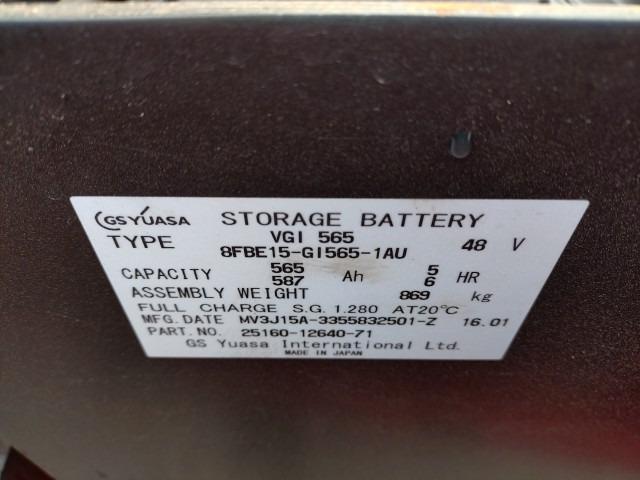 GS YUASA STORAGE BATTERY
TYPE VGI 565 48 V
8FBE15-GI565-1AU
CAPACITY 565 Ah 5 HR
587 6
ASSEMBLY WEIGHT 869 kg
FULL CHARGE S.G. 1.280 AT20°C
MFG.DATE MV3J15A-3355832501-Z 16.01
PART.NO. 25160-12640-71
GS Yuasa International Ltd.
MADE IN JAPAN